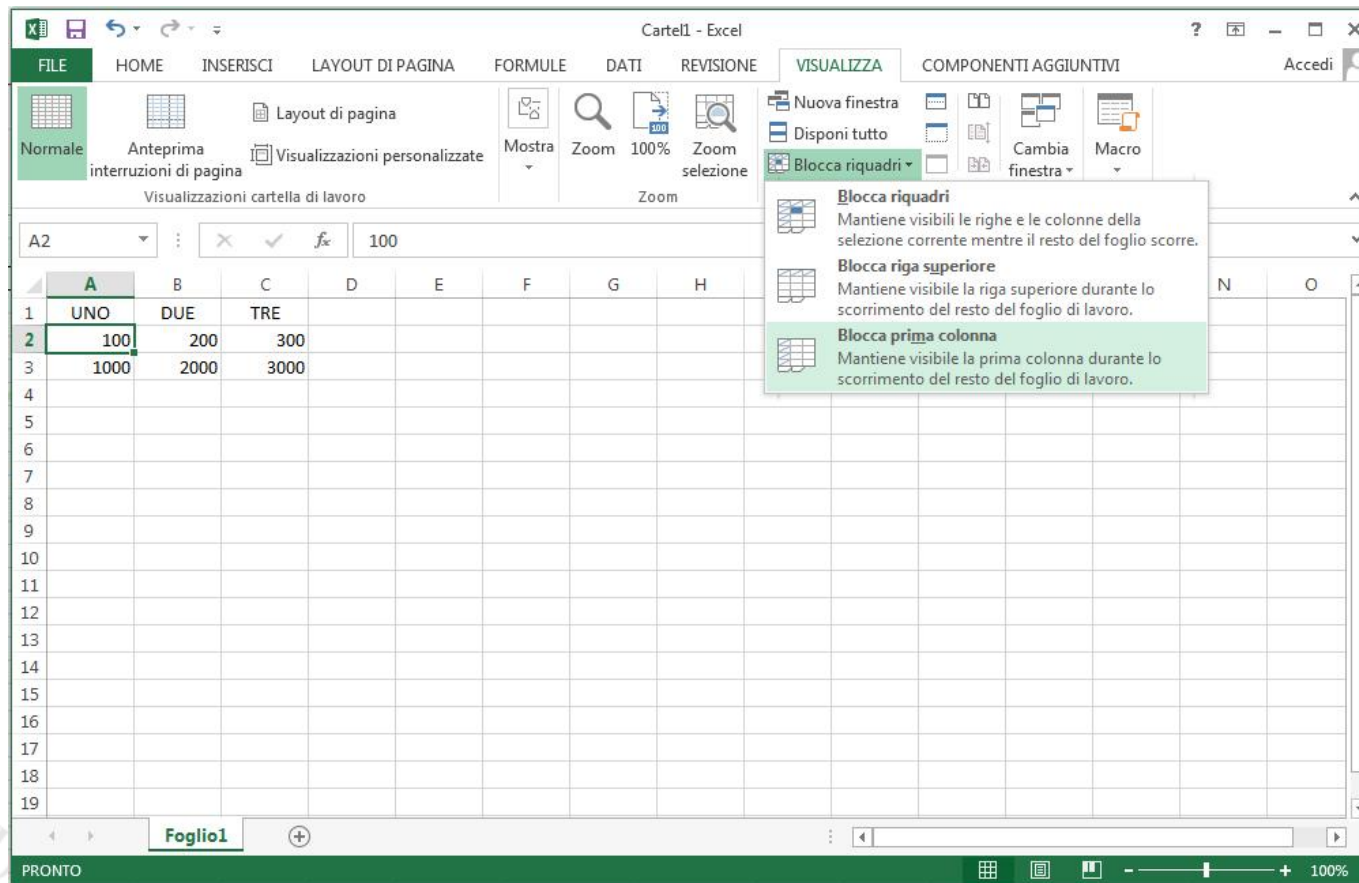 Cartel1 - Excel
?
FILE HOME INSERISCI LAYOUT DI PAGINA FORMULE DATI REVISIONE VISUALIZZA COMPONENTI AGGIUNTIVI Accedi
Normale
Anteprima
interruzioni di pagina
Layout di pagina
Visualizzazioni personalizzate
Visualizzazioni cartella di lavoro
Mostra
Zoom
100
100%
Zoom
selezione
Zoom
Nuova finestra
Disponi tutto
Blocca riquadri
Cambia
finestra
Macro
Blocca riquadri
Mantiene visibili le righe e le colonne della
selezione corrente mentre il resto del foglio scorre.
Blocca riga superiore
Mantiene visibile la riga superiore durante lo
scorrimento del resto del foglio di lavoro.
Blocca prima colonna
Mantiene visibile la prima colonna durante lo
scorrimento del resto del foglio di lavoro.
A2 fx 100
A B C D E F G H N O
1 UNO DUE TRE
2 100 200 300
3 1000 2000 3000
4
5
6
7
8
9
10
11
12
13
14
15
16
17
18
19
Foglio1
PRONTO 100%